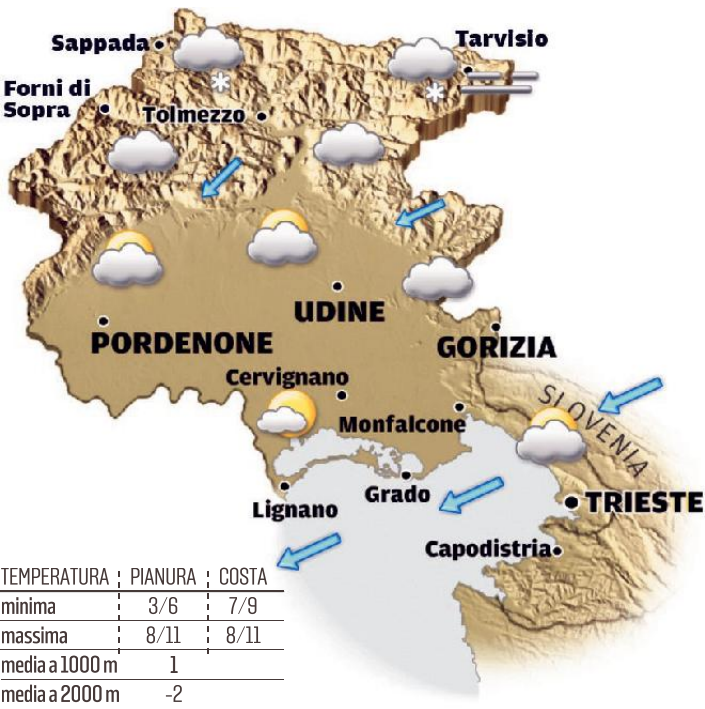 Sappada
Tarvisio
Forni di
Sopra
Tolmezzo
UDINE
PORDENONE
GORIZIA
Cervignano
SLOVENIA
Monfalcone
Grado
Lignano
TRIESTE
Capodistria
TEMPERATURA PIANURA COSTA
minima 3/6 7/9
massima 8/11 8/11
media a 1000 m 1
media a 2000 m -2